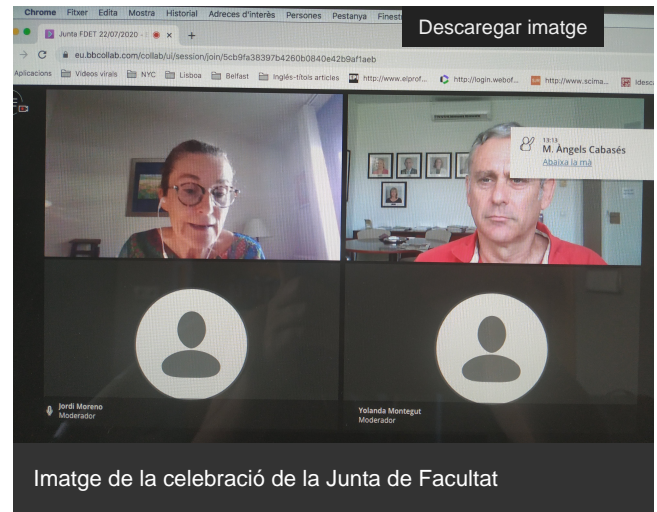 Chrome Fitxer Edita Mostra Historial Adreces d'interès Persones Pestanya
Descaregar imatge
Junta FDET 22/07/2020 -
eu.bbcollab.com/collab/ui/session/join/5cb9fa38397b4260b0840e42b9af1aeb
Aplicacions Vídeos virals NYC Lisboa Belfast Inglés-títols articles http://www.elprof... http://login.webof... http://www.scima... idesca
13:13
M. Àngels Cabasés
Abaixa la mà
Jordi Moreno
Moderador
Yolanda Montegut
Moderador
Imatge de la celebració de la Junta de Facultat